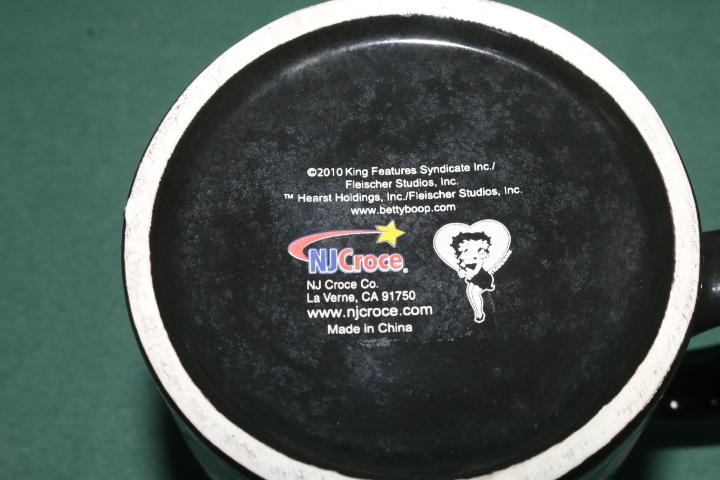 ©2010 King Features Syndicate Inc./
Fleischer Studios, Inc.
™ Hearst Holdings, Inc./Fleischer Studios, Inc.
www.bettyboop.com
NJCroce®
NJ Croce Co.
La Verne, CA 91750
www.njcroce.com
Made in China